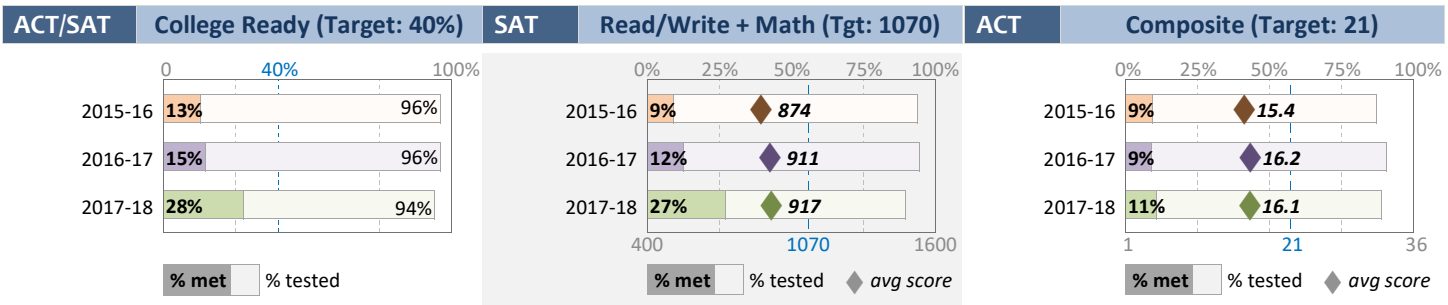 ACT/SAT College Ready (Target: 40%)
0 40% 100%
2015-16 13% 96%
2016-17 15% 96%
2017-18 28% 94%
% met % tested
SAT Read/Write + Math (Tgt: 1070)
0% 25% 50% 75% 100%
2015-16 9% 874
2016-17 12% 911
2017-18 27% 917
400 1070 1600
% met % tested avg score
ACT Composite (Target: 21)
0% 25% 50% 75% 100%
2015-16 9% 15.4
2016-17 9% 16.2
2017-18 11% 16.1
1 21 36
% met % tested avg score